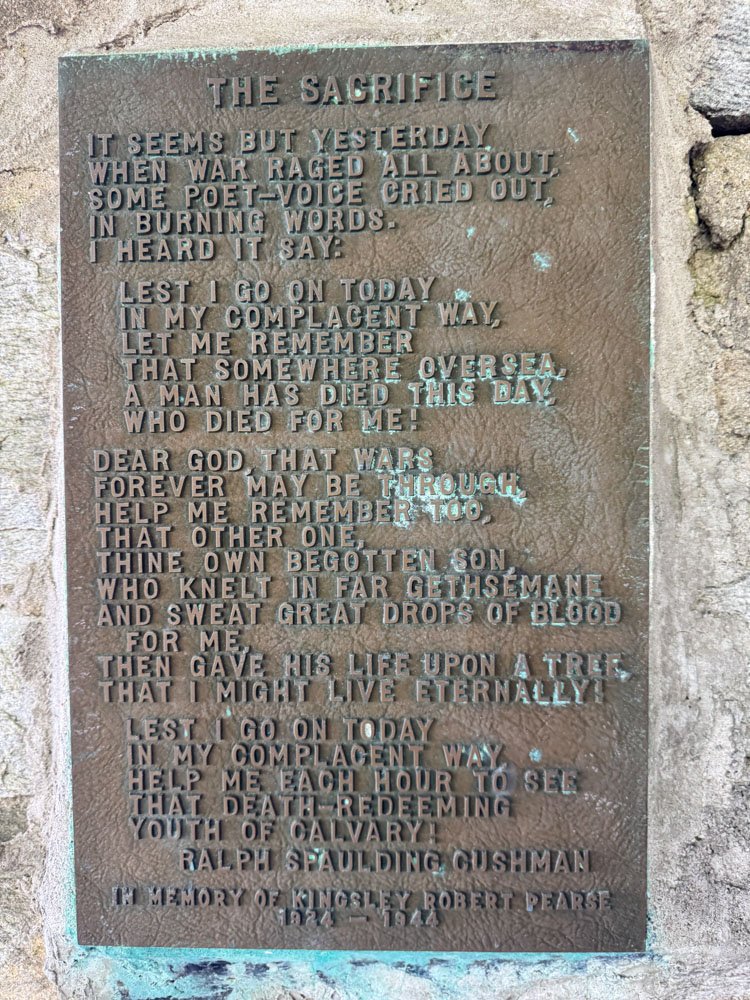 THE SACRIFICE
IT SEEMS BUT YESTERDAY
WHEN WAR RAGED ALL ABOUT,
SOME POET-VOICE CRIED OUT,
IN BURNING WORDS.
I HEARD IT SAY:
LEST I GO ON TODAY
IN MY COMPLACENT WAY,
LET ME REMEMBER
THAT SOMEWHERE OVERSEA,
A MAN HAS DIED THIS DAY,
WHO DIED FOR ME!
DEAR GOD, THAT WARS
FOREVER MAY BE THROUGH,
HELP ME REMEMBER TOO,
THAT OTHER ONE,
THINE OWN BEGOTTEN SON,
WHO KNELT IN FAR GETHSEMANE
AND SWEAT GREAT DROPS OF BLOOD
FOR ME,
THEN GAVE HIS LIFE UPON A TREE,
THAT I MIGHT LIVE ETERNALLY!
LEST I GO ON TODAY
IN MY COMPLACENT WAY,
HELP ME EACH HOUR TO SEE
THAT DEATH-REDEEMING
YOUTH OF CALVARY!
RALPH SPAULDING CUSHMAN
IN MEMORY OF KINGSLEY ROBERT PEARSE
1924 - 1944